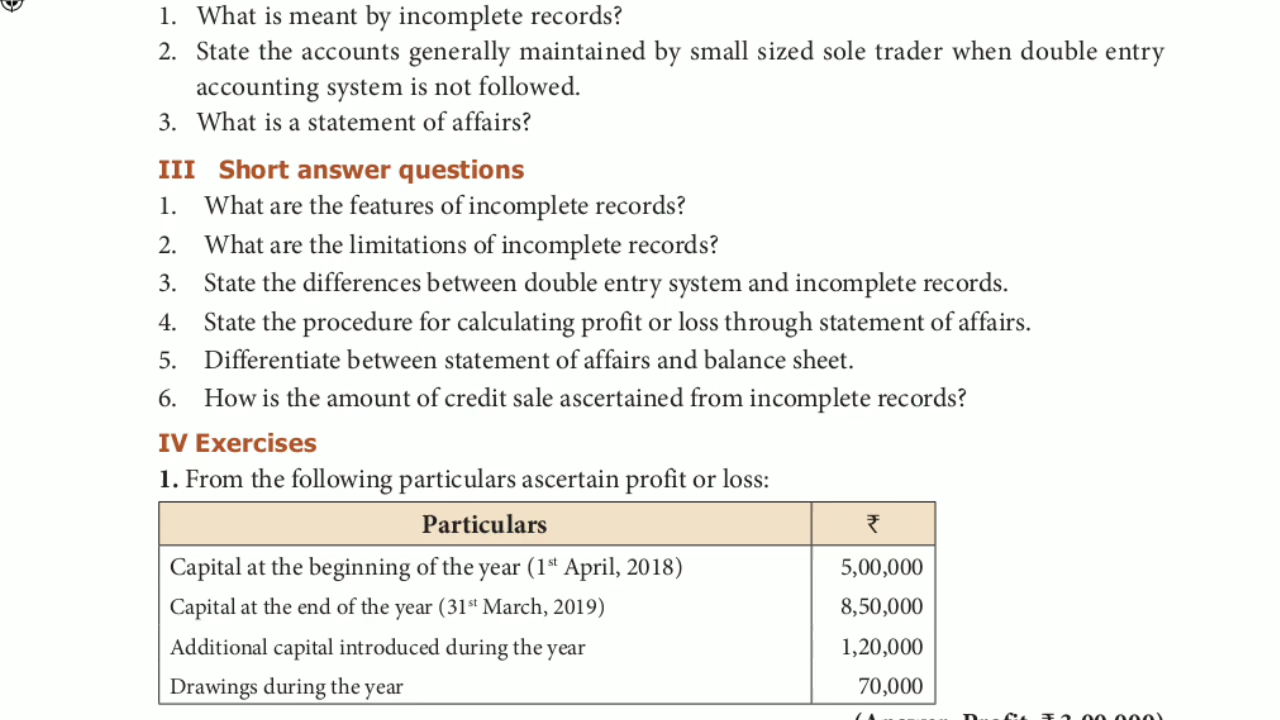 1. What is meant by incomplete records?
2. State the accounts generally maintained by small sized sole trader when double entry
accounting system is not followed.
3. What is a statement of affairs?
III Short answer questions
1. What are the features of incomplete records?
2. What are the limitations of incomplete records?
3. State the differences between double entry system and incomplete records.
4. State the procedure for calculating profit or loss through statement of affairs.
5. Differentiate between statement of affairs and balance sheet.
6. How is the amount of credit sale ascertained from incomplete records?
IV Exercises
1. From the following particulars ascertain profit or loss:
Particulars ₹
Capital at the beginning of the year (1st April, 2018) 5,00,000
Capital at the end of the year (31st March, 2019) 8,50,000
Additional capital introduced during the year 1,20,000
Drawings during the year 70,000
(Answer: Profit: ₹ 3,00,000)